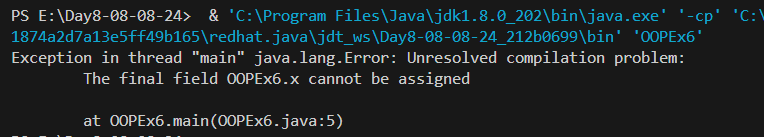 PS E:\Day8-08-08-24>  & 'C:\Program Files\Java\jdk1.8.0_202\bin\java.exe' '-cp' 'C:\
1874a2d7a13e5ff49b165\redhat.java\jdt_ws\Day8-08-08-24_212b0699\bin' 'OOPEx6'
Exception in thread "main" java.lang.Error: Unresolved compilation problem:
        The final field OOPEx6.x cannot be assigned

        at OOPEx6.main(OOPEx6.java:5)